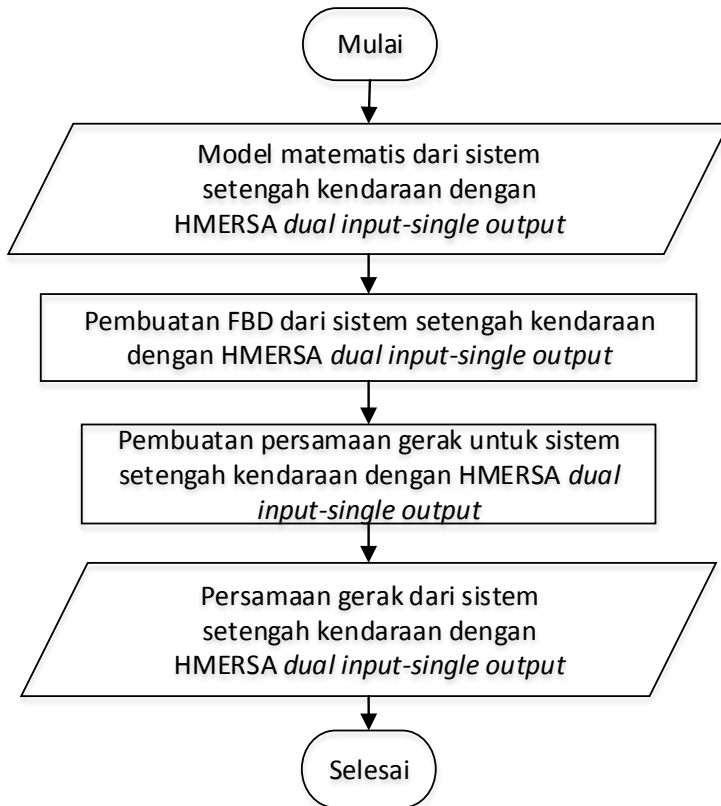 Mulai
Model matematis dari sistem
setengah kendaraan dengan
HMERSA dual input-single output
Pembuatan FBD dari sistem setengah kendaraan
dengan HMERSA dual input-single output
Pembuatan persamaan gerak untuk sistem
setengah kendaraan dengan HMERSA dual
input-single output
Persamaan gerak dari sistem
setengah kendaraan dengan
HMERSA dual input-single output
Selesai